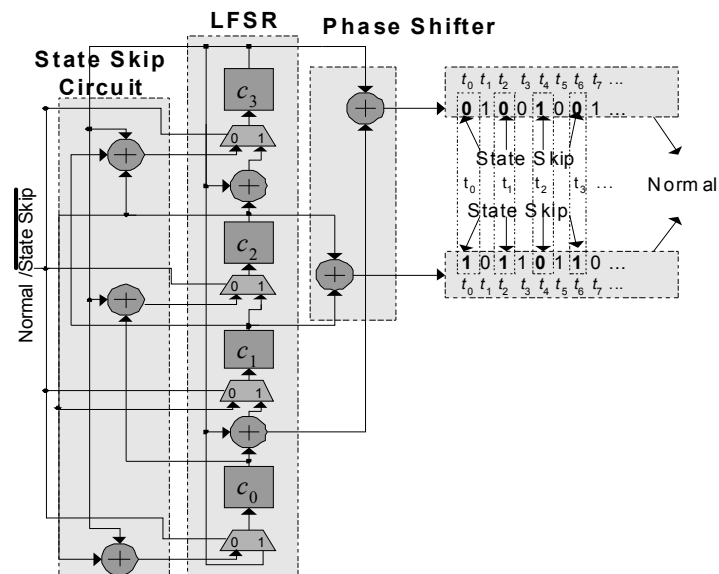 LFSR
Phase Shifter
State Skip
Circuit
Normal /State Skip
c3
0 1
c2
0 1
c1
0 1
c0
0 1
t0 t1 t2 t3 t4 t5 t6 t7 ...
0 1 0 0 1 0 0 1 ...
State Skip
t0 t1 t2 t3 ...
Normal
State Skip
1 0 1 1 0 1 1 0 ...
t0 t1 t2 t3 t4 t5 t6 t7 ...